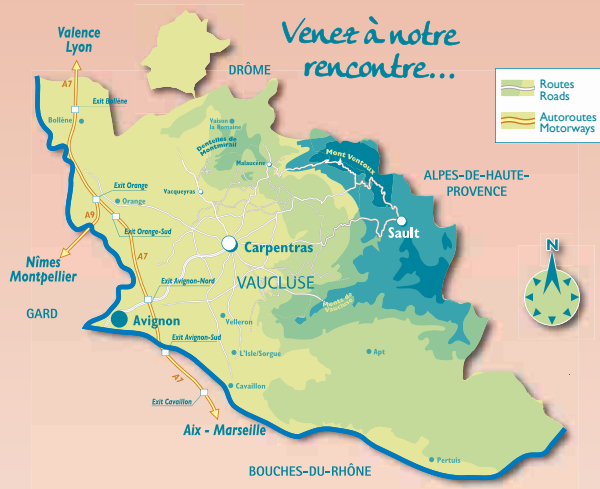 Venez à notre
rencontre...
Valence
Lyon
DRÔME
A7
Exit Bollène
Bollène
Vaison
la Romaine
Dentelles de
Montmirail
Malaucène
Mont Ventoux
Routes
Roads
Autoroutes
Motorways
ALPES-DE-HAUTE-
PROVENCE
Exit Orange
Orange
Vacqueyras
A9
Exit Orange-Sud
Sault
Carpentras
N
Nîmes
Montpellier
A7
VAUCLUSE
Exit Avignon-Nord
Monts de
Vaucluse
GARD
Avignon
Velleron
Exit Avignon-Sud
L'Isle/Sorgue
Apt
A7
Cavaillon
Exit Cavaillon
Aix - Marseille
Pertuis
BOUCHES-DU-RHÔNE